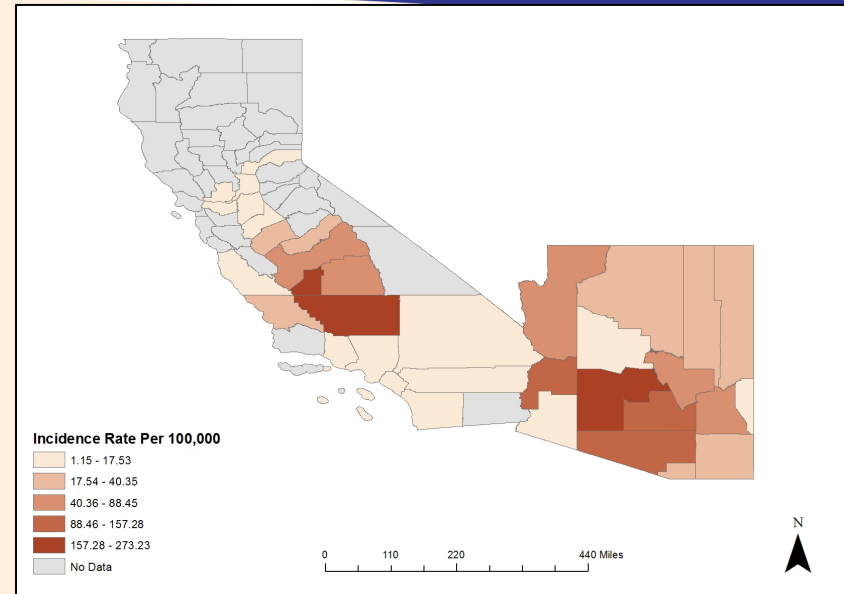 Incidence Rate Per 100,000
1.15 - 17.53
17.54 - 40.35
40.36 - 88.45
88.46 - 157.28
157.28 - 273.23
No Data
0 110 220 440 Miles
N